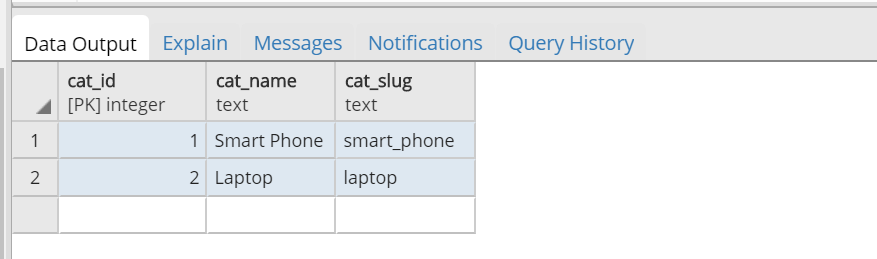 Data Output Explain Messages Notifications Query History
cat_id cat_name cat_slug
[PK] integer text text
1 1 Smart Phone smart_phone
2 2 Laptop laptop